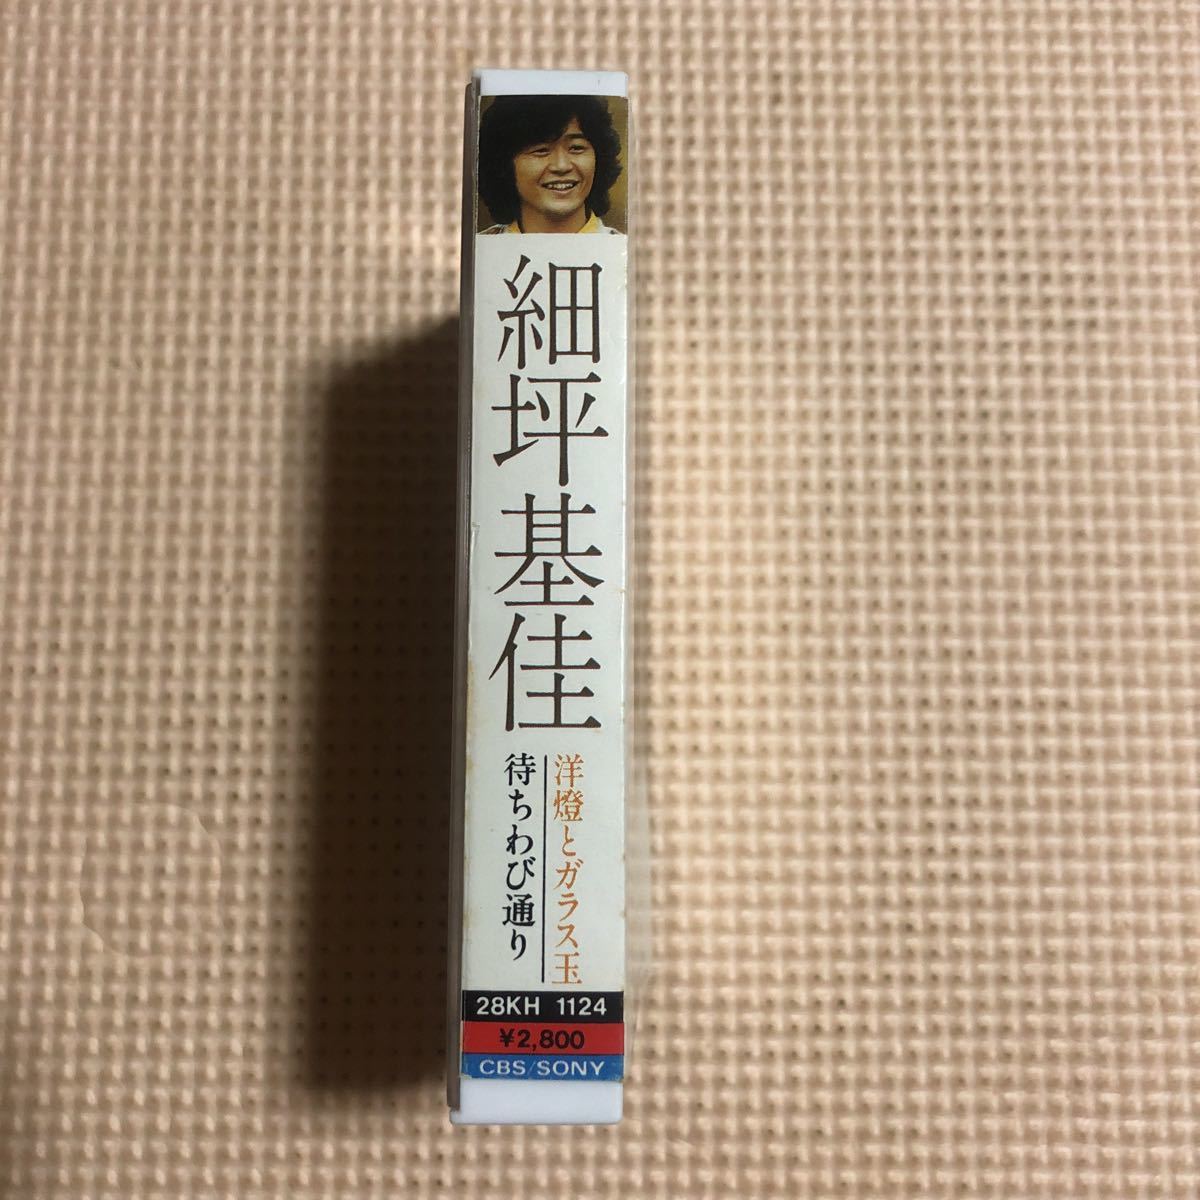 細坪基佳
洋燈とガラス玉
待ちわび通り
28KH 1124
¥2,800
CBS/SONY